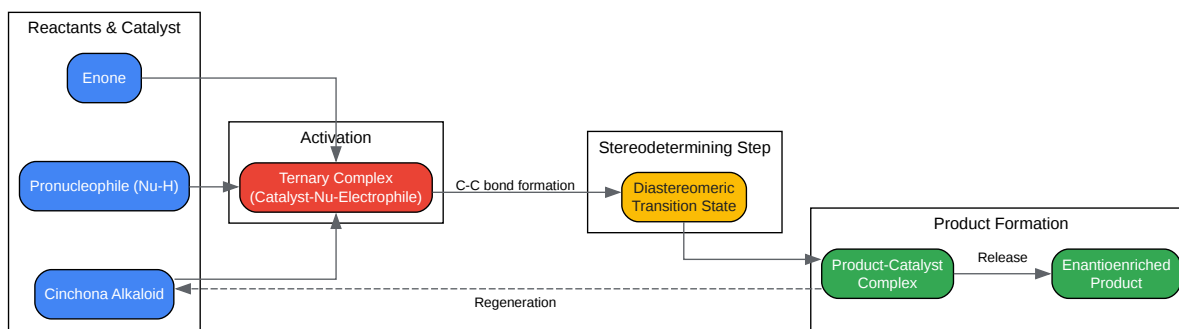 Reactants & Catalyst
Enone
Pronucleophile (Nu-H)
Cinchona Alkaloid
Activation
Ternary Complex
(Catalyst-Nu-Electrophile)
C-C bond formation
Stereodetermining Step
Diastereomeric
Transition State
Product Formation
Product-Catalyst
Complex
Release
Enantioenriched
Product
Regeneration